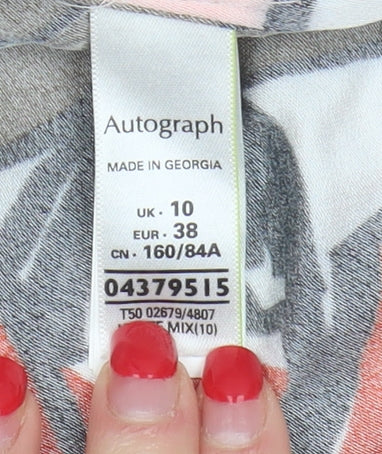 Autograph
MADE IN GEORGIA
UK · 10
EUR · 38
CN · 160/84A
04379515
T50 02679/4807
MIX(10)